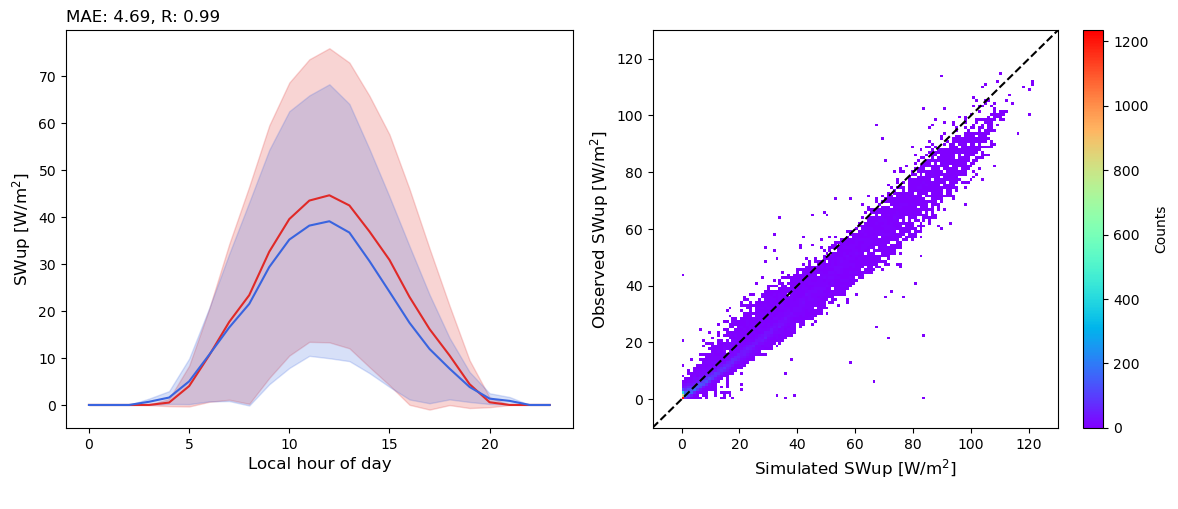 MAE: 4.69, R: 0.99
SWup [W/m²]
70
60
50
40
30
20
10
0
0 5 10 15 20
Local hour of day
Observed SWup [W/m²]
120
100
80
60
40
20
0
0 20 40 60 80 100 120
Simulated SWup [W/m²]
1200
1000
800
600
400
200
0
Counts